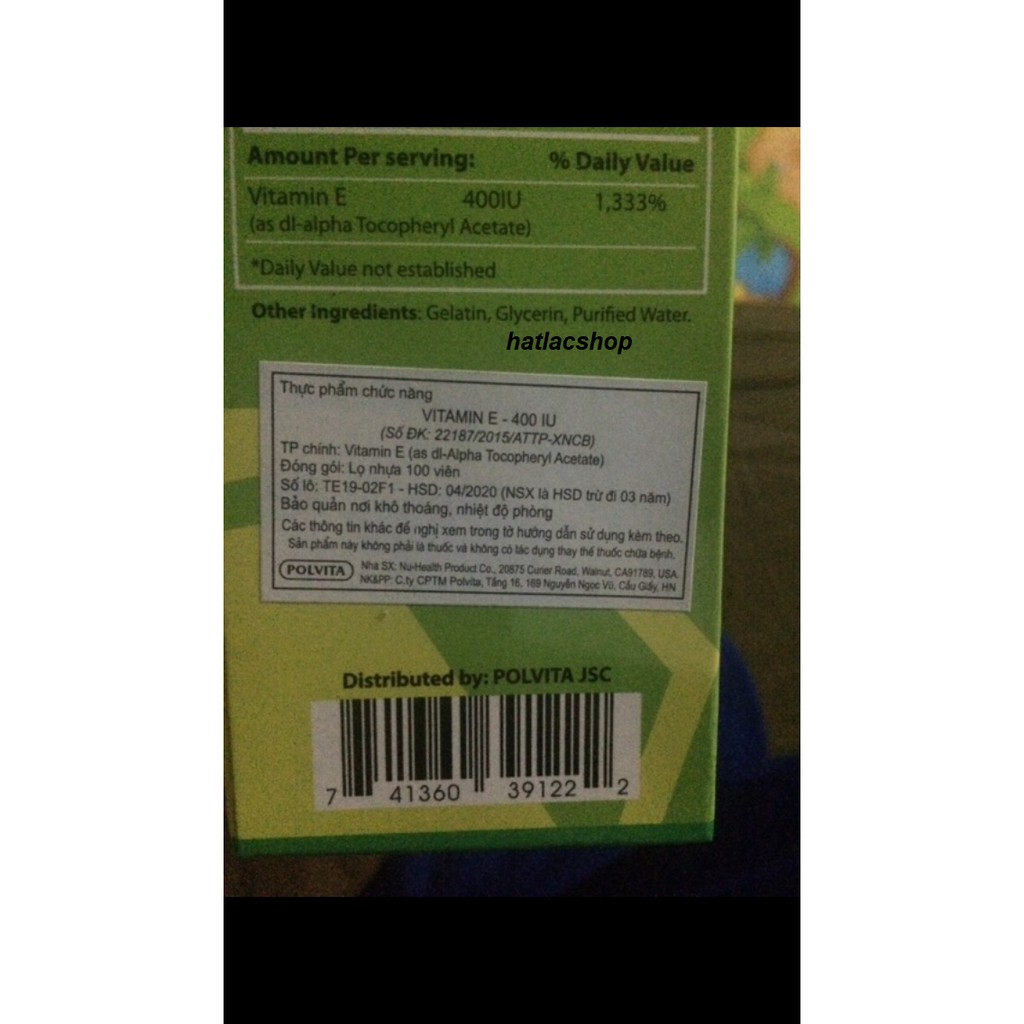 Amount Per serving: % Daily Value
Vitamin E 400IU 1,333%
(as dl-alpha Tocopheryl Acetate)
*Daily Value not established
Other Ingredients: Gelatin, Glycerin, Purified Water.
hatlacshop
Thực phẩm chức năng
VITAMIN E - 400 IU
(Số ĐK: 22187/2015/ATTP-XNCB)
TP chính: Vitamin E (as dl-Alpha Tocopheryl Acetate)
Đóng gói: Lọ nhựa 100 viên
Số lô: TE19-02F1 - HSD: 04/2020 (NSX là HSD trừ đi 03 năm)
Bảo quản nơi khô thoáng, nhiệt độ phòng
Các thông tin khác đề nghị xem trong tờ hướng dẫn sử dụng kèm theo.
Sản phẩm này không phải là thuốc và không có tác dụng thay thế thuốc chữa bệnh.
POLVITA
Nhà SX: Nu-Health Product Co., 20875 Currier Road, Walnut, CA91789, USA
NK&PP: C.ty CPTM Polvita, Tầng 16, 169 Nguyễn Ngọc Vũ, Cầu Giấy, HN
Distributed by: POLVITA JSC
7 41360 39122 2